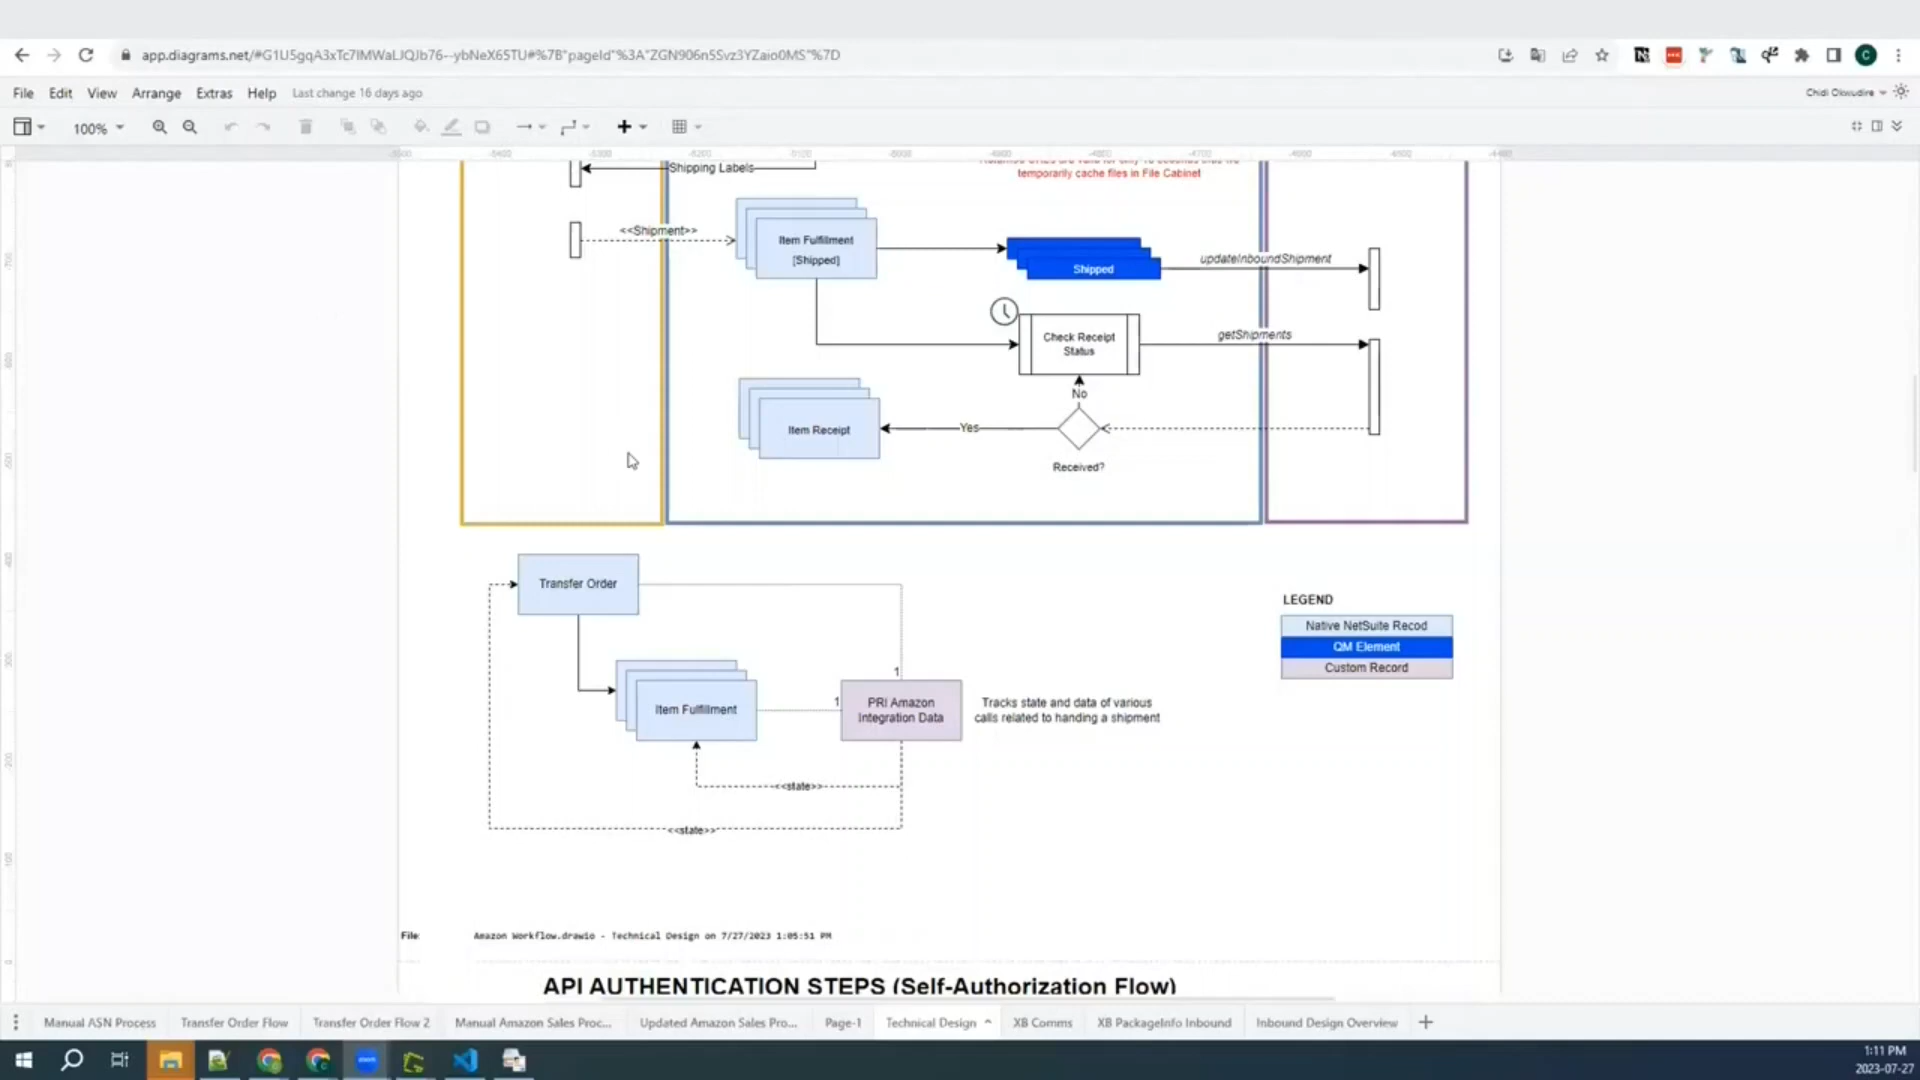 app.diagrams.net/#G1U5gqA3xTc7lMWaLJQJb76--ybNeX65TU#%7B"pageId"%3A"ZGN906n5Svz3YZaio0MS"%7D
File Edit View Arrange Extras Help Last change 16 days ago
Chidi Okwudire
100%
Shipping Labels
temporarily cache files in File Cabinet
<<Shipment>>
Item Fulfillment
[Shipped]
Shipped
updateInboundShipment
Check Receipt
Status
getShipments
No
Item Receipt
Yes
Received?
Transfer Order
LEGEND
Native NetSuite Recod
QM Element
Custom Record
1
Item Fulfillment
1
PRI Amazon
Integration Data
Tracks state and data of various
calls related to handing a shipment
<<state>>
<<state>>
File: Amazon Workflow.drawio - Technical Design on 7/27/2023 1:05:51 PM
API AUTHENTICATION STEPS (Self-Authorization Flow)
Manual ASN Process Transfer Order Flow Transfer Order Flow 2 Manual Amazon Sales Proc... Updated Amazon Sales Pro... Page-1 Technical Design XB Comms XB PackageInfo Inbound Inbound Design Overview
1:11 PM
2023-07-27